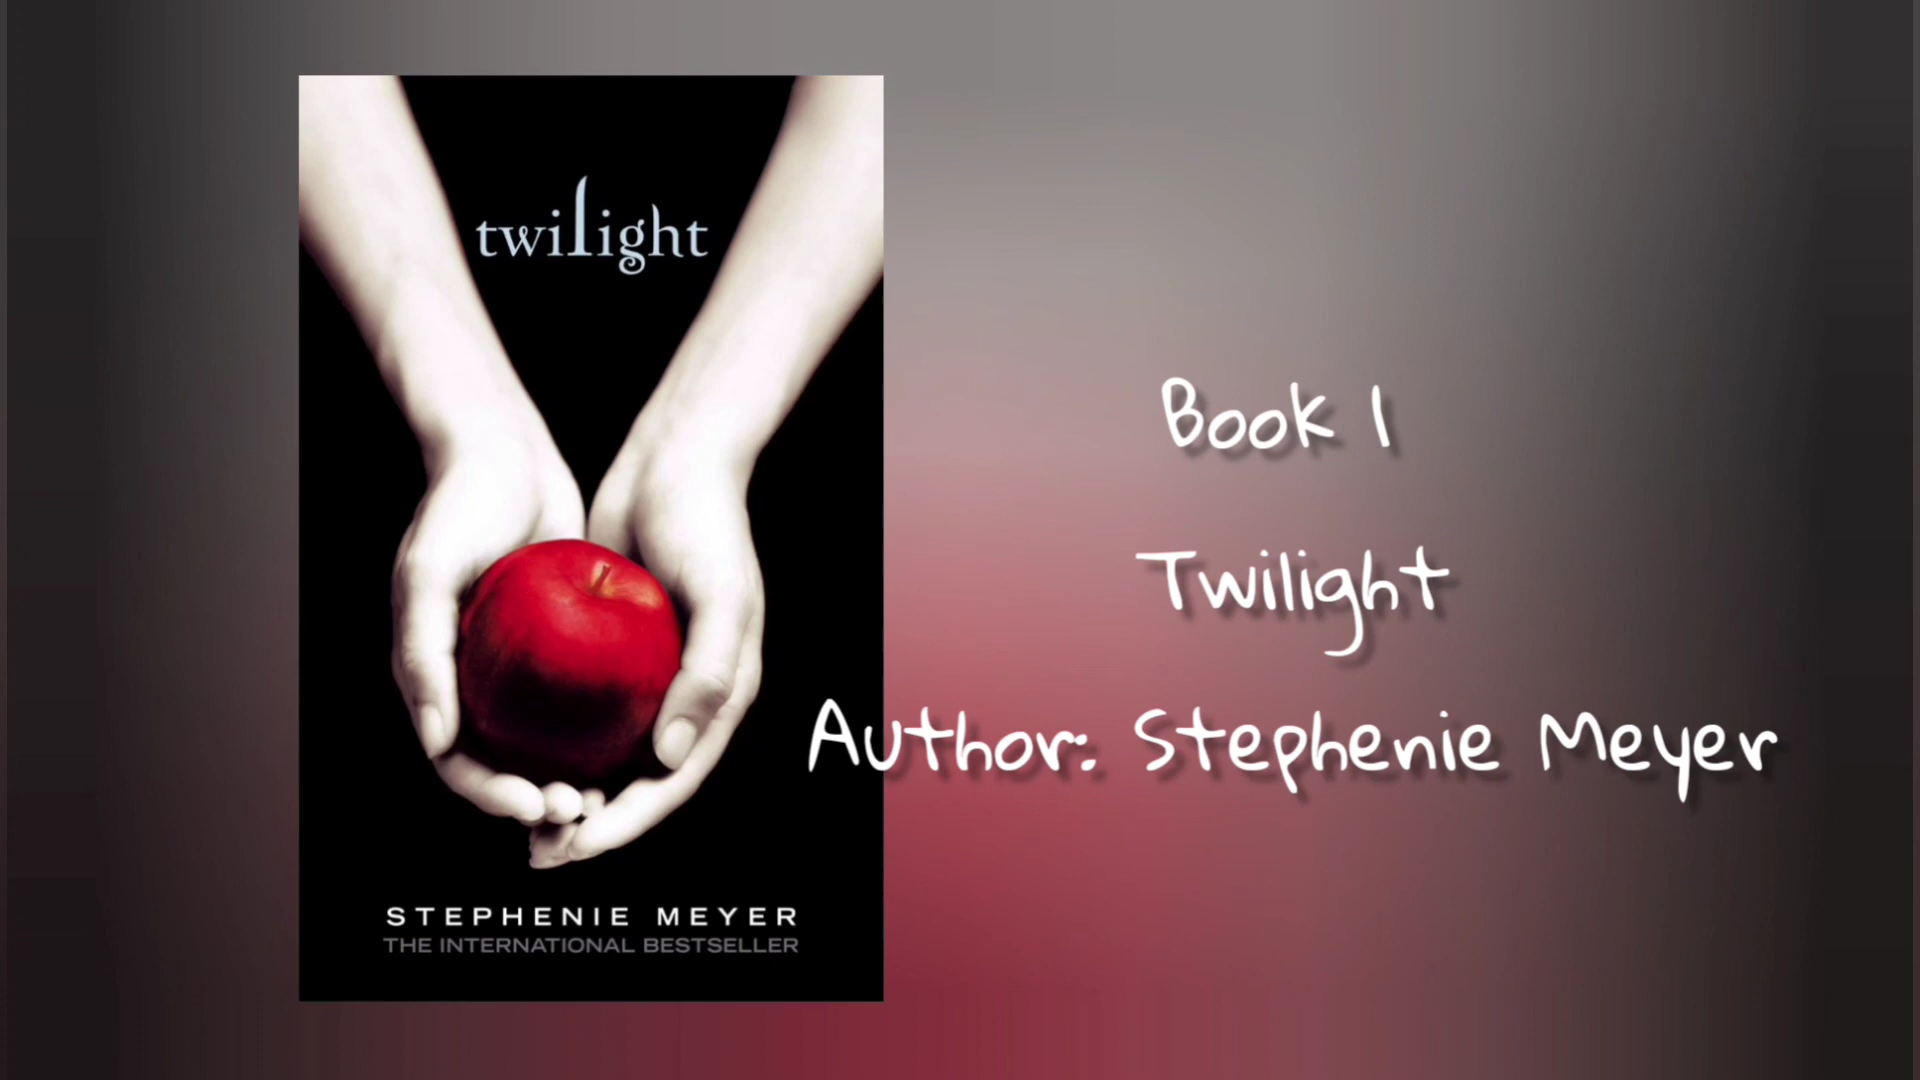 twilight
STEPHENIE MEYER
THE INTERNATIONAL BESTSELLER
Book 1
Twilight
Author: Stephenie Meyer